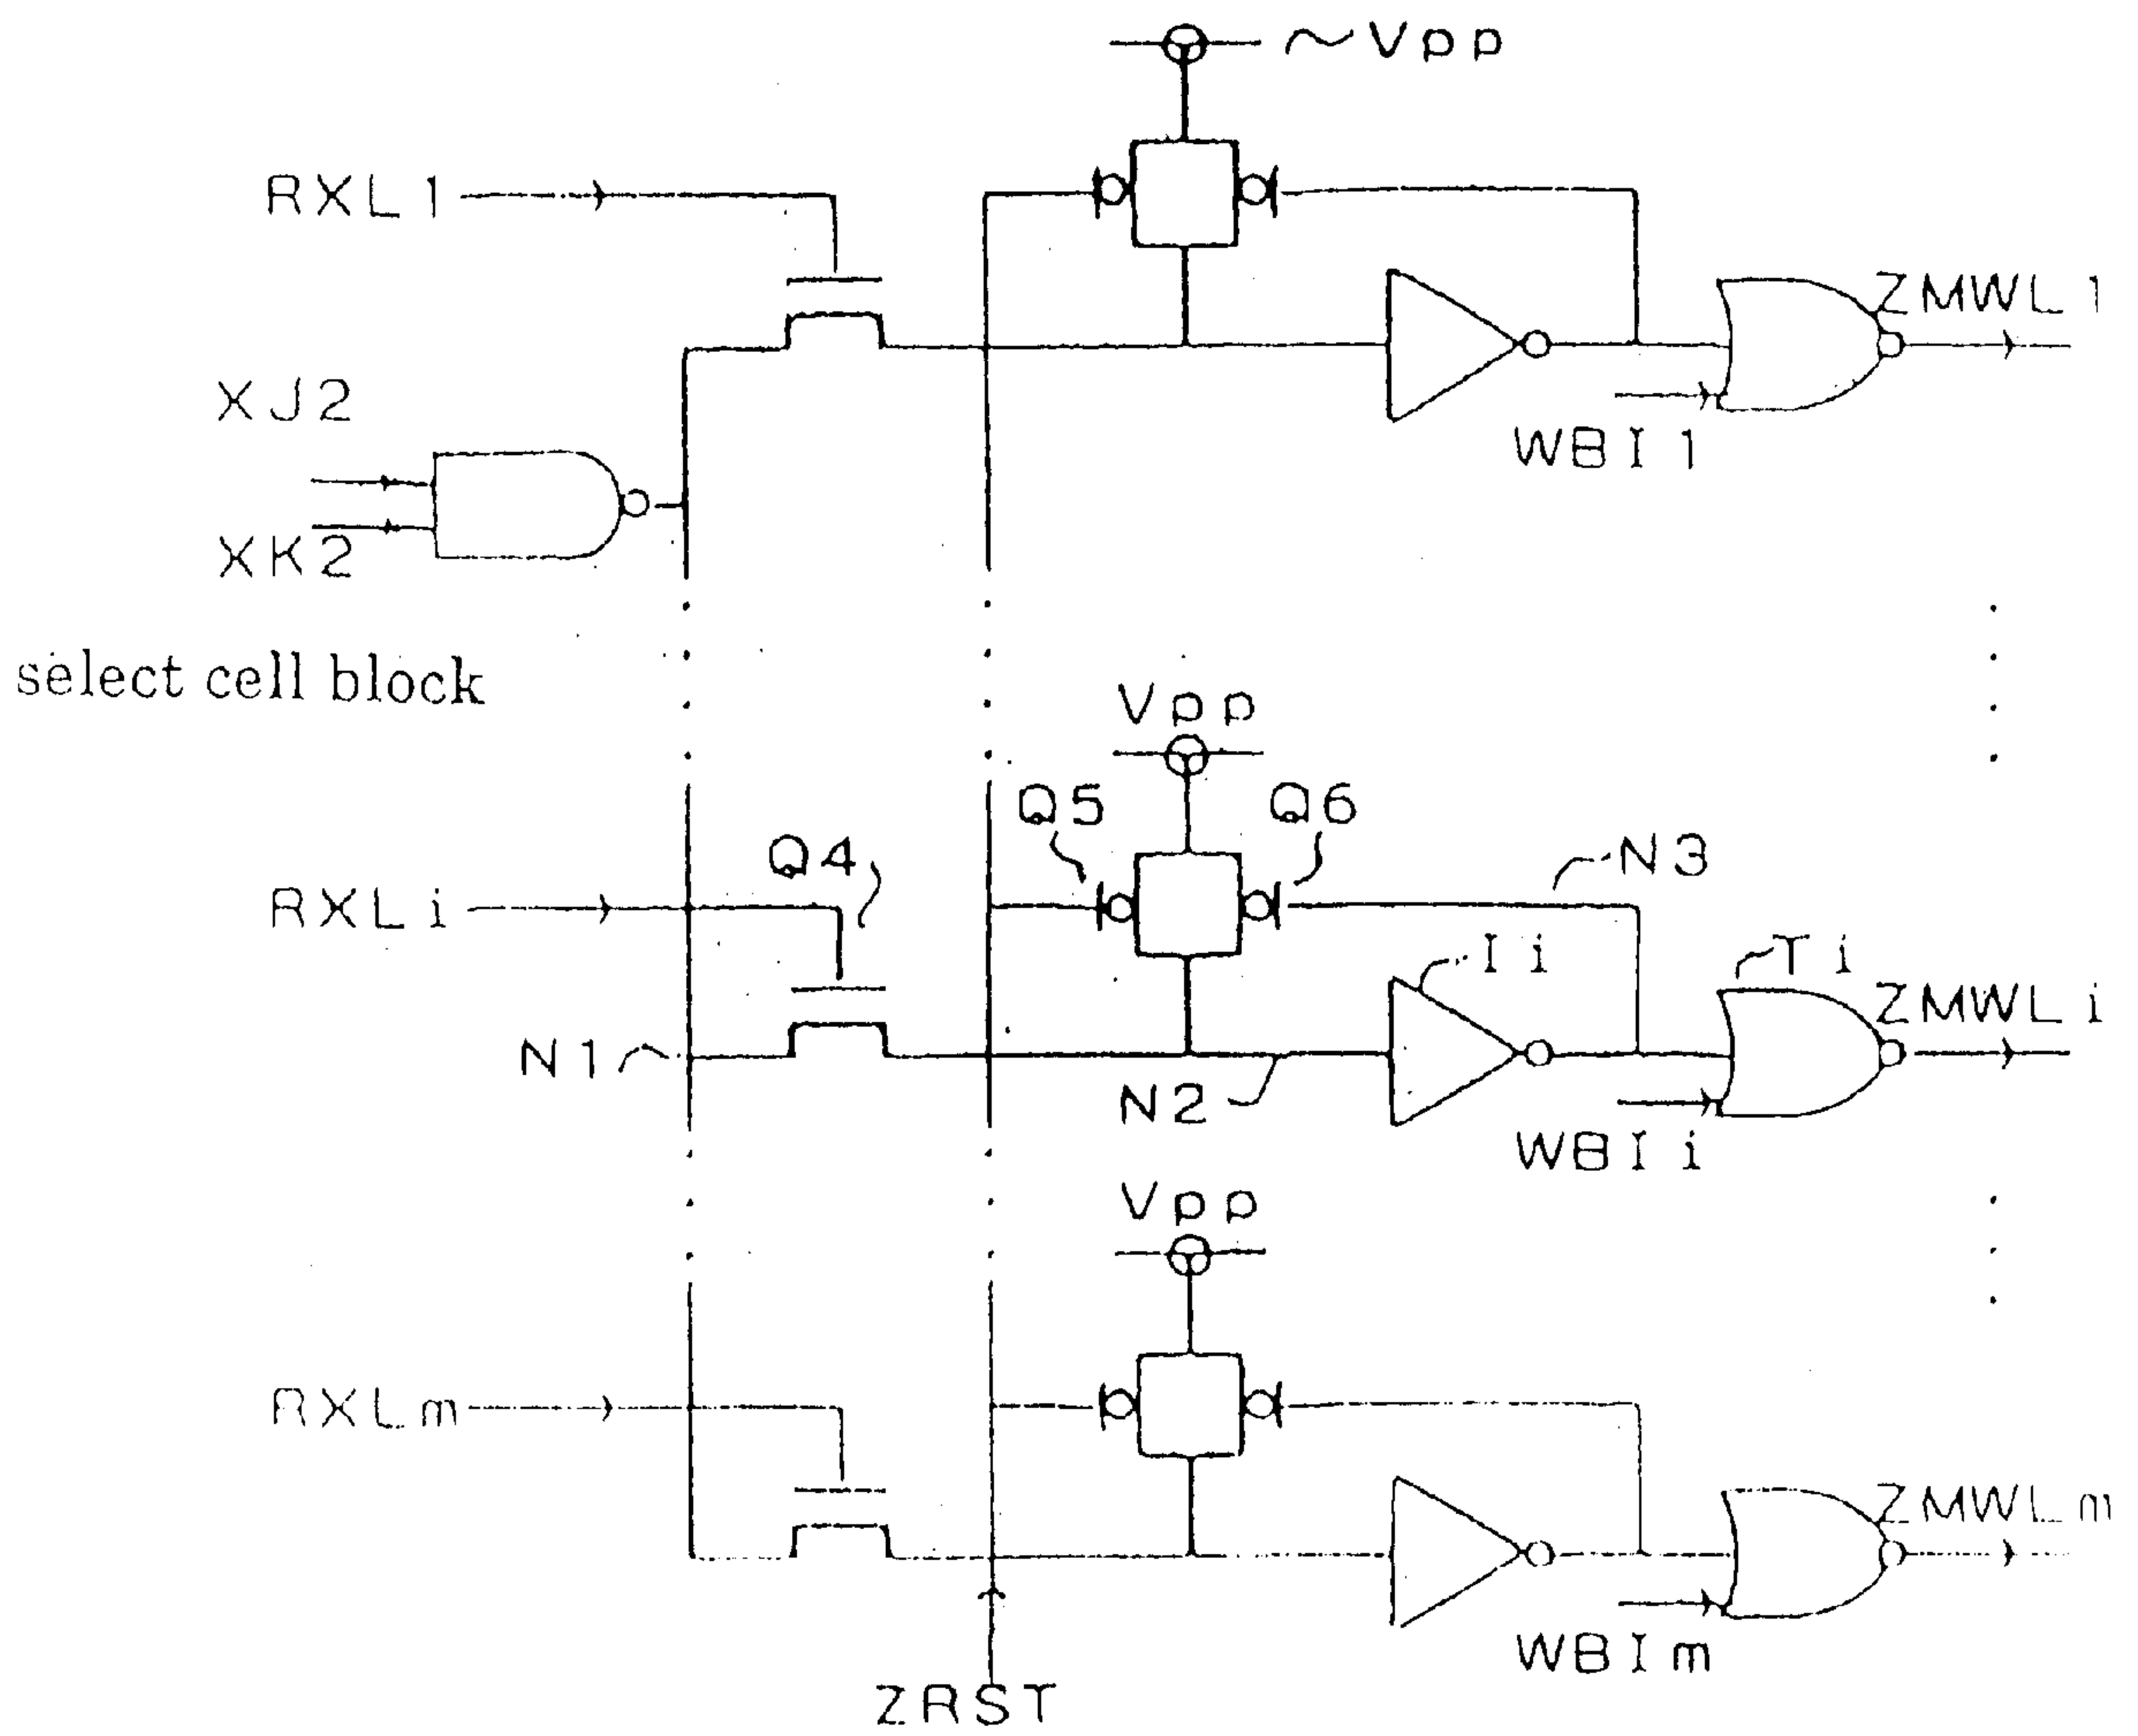 ~Vpp
RXL1
ZMWL1
XJ2
WBI1
XK2
select cell block
Vpp
Q5
Q6
Q4
N3
RXLi
Ii
Ti
ZMWLi
N1
N2
WBIi
Vpp
RXLm
ZMWLm
WBIm
ZRST